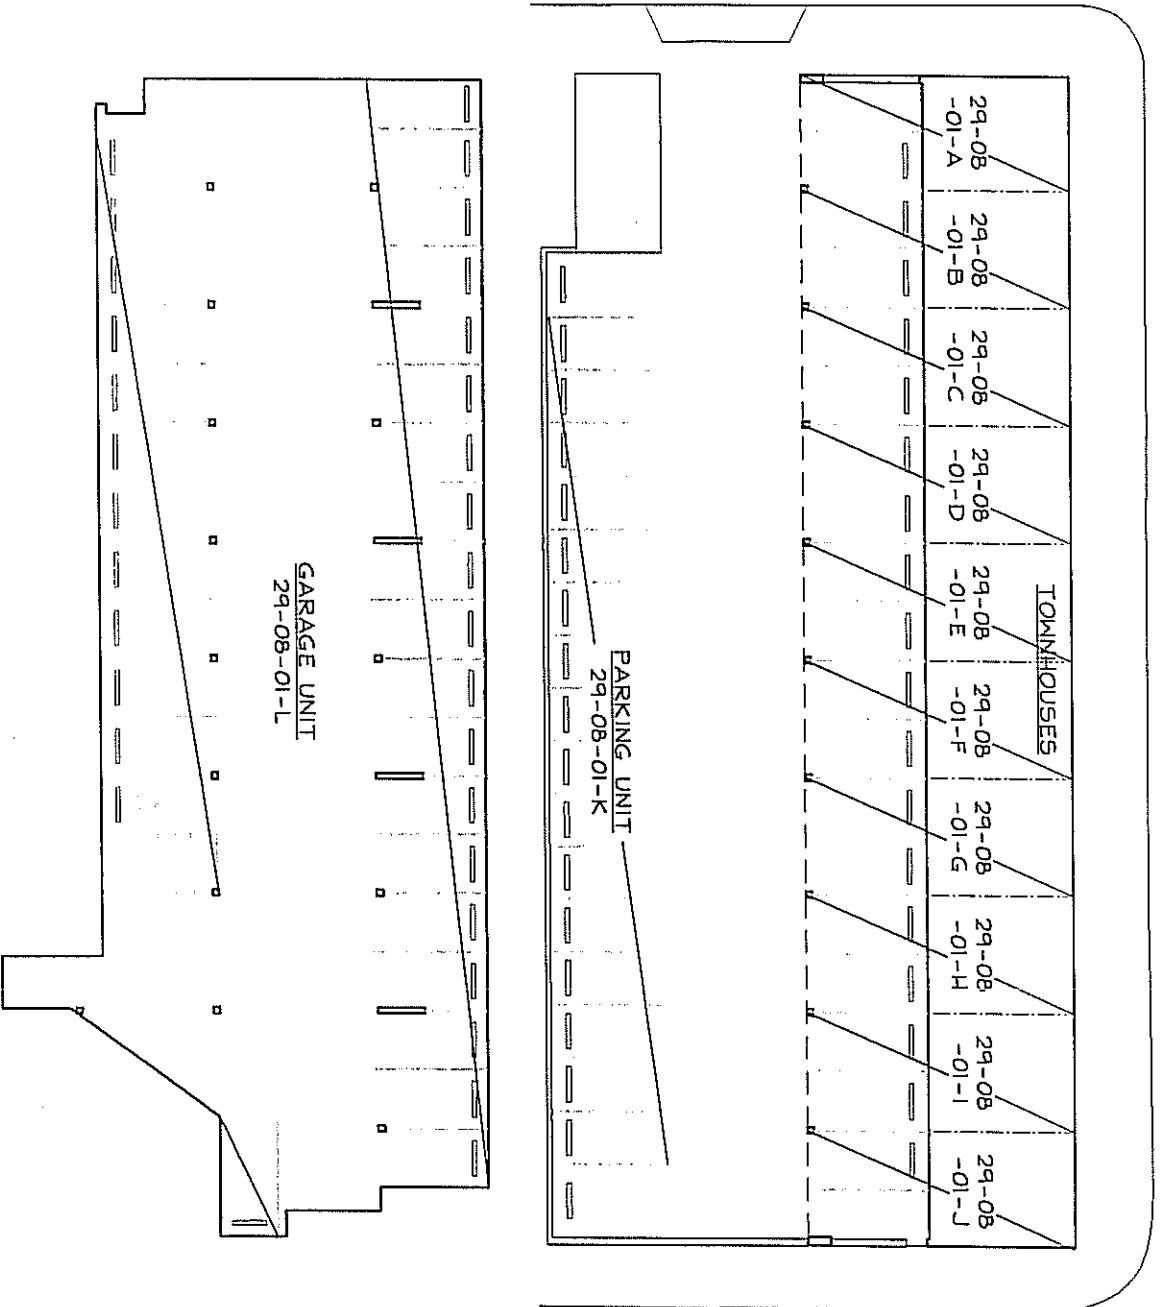 TOWNHOUSES
29-08
-01-A
29-08
-01-B
29-08
-01-C
29-08
-01-D
29-08
-01-E
29-08
-01-F
29-08
-01-G
29-08
-01-H
29-08
-01-I
29-08
-01-J
PARKING UNIT
29-08-01-K
GARAGE UNIT
29-08-01-L